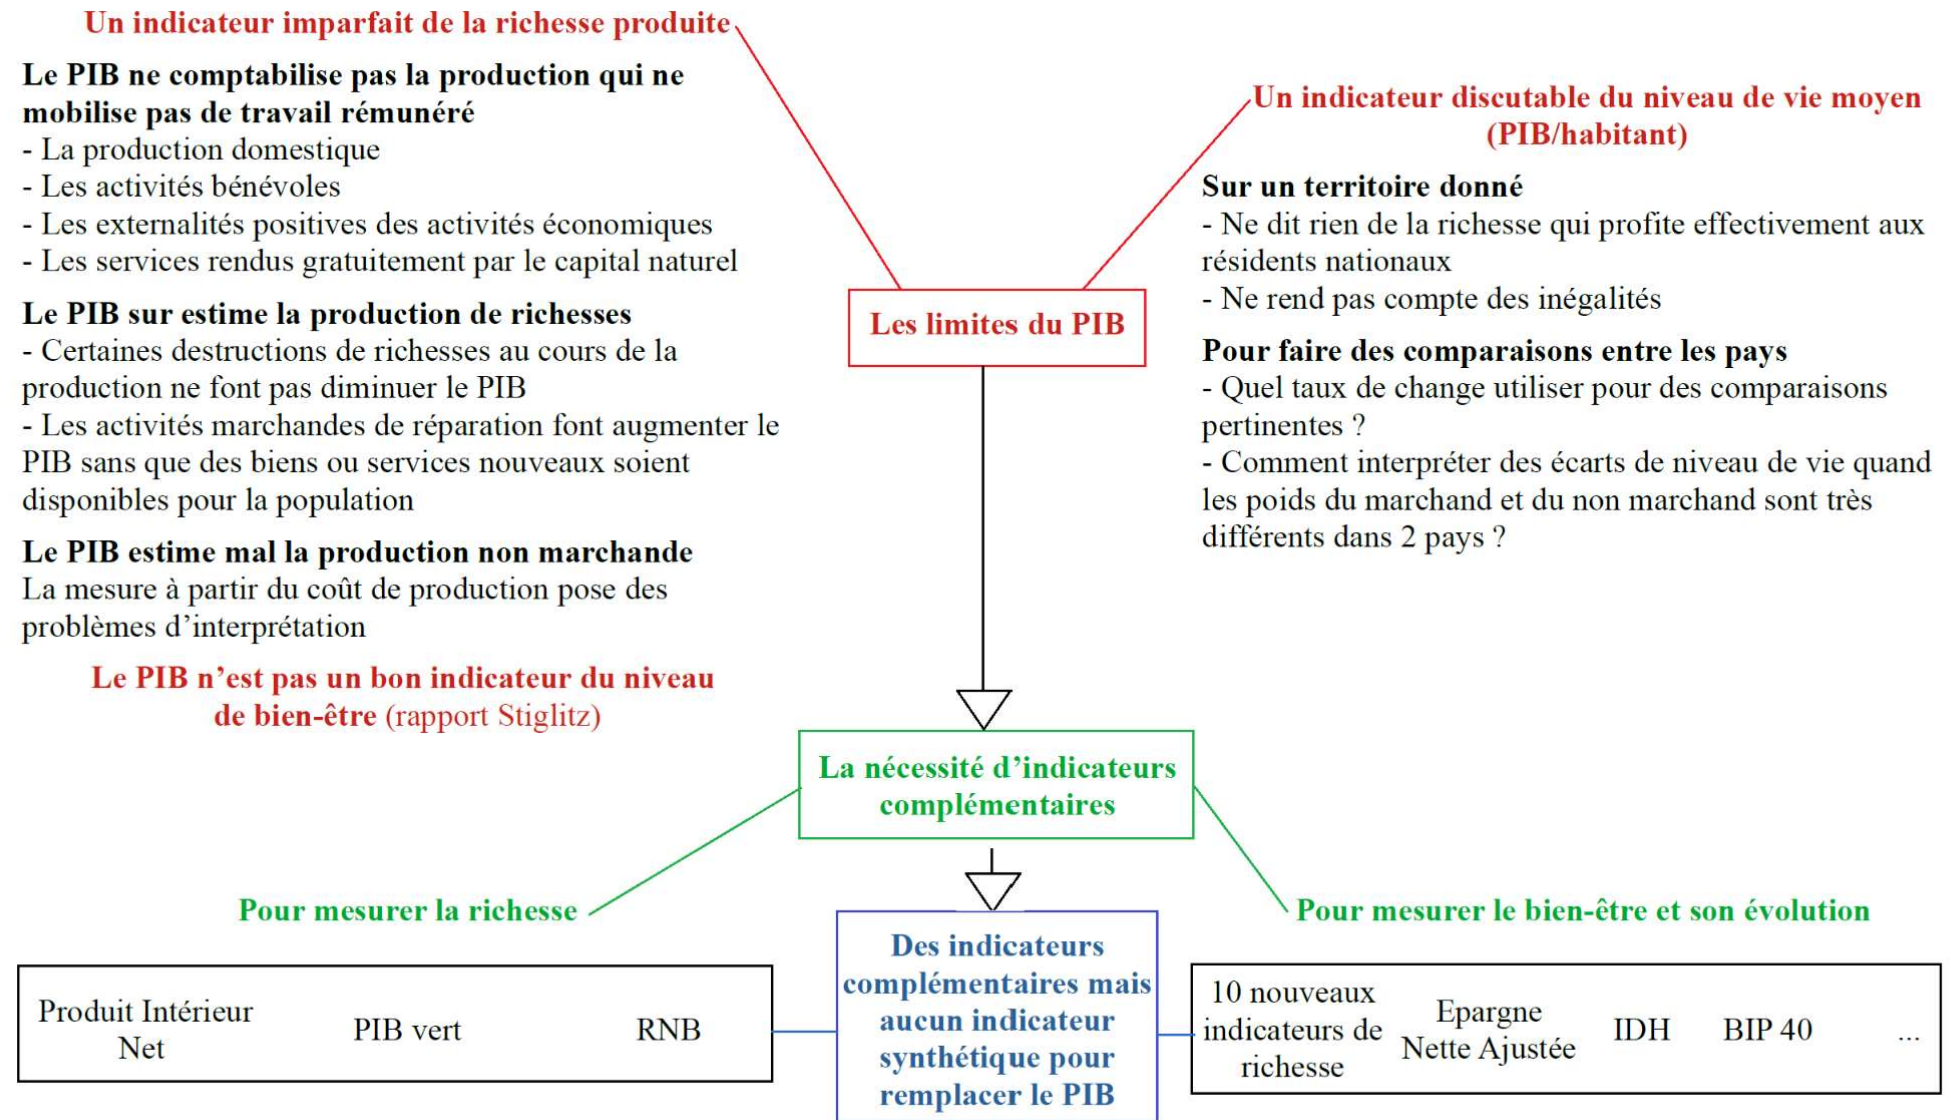 Un indicateur imparfait de la richesse produite
Le PIB ne comptabilise pas la production qui ne
mobilise pas de travail rémunéré
- La production domestique
- Les activités bénévoles
- Les externalités positives des activités économiques
- Les services rendus gratuitement par le capital naturel
Le PIB sur estime la production de richesses
- Certaines destructions de richesses au cours de la
production ne font pas diminuer le PIB
- Les activités marchandes de réparation font augmenter le
PIB sans que des biens ou services nouveaux soient
disponibles pour la population
Le PIB estime mal la production non marchande
La mesure à partir du coût de production pose des
problèmes d’interprétation
Le PIB n’est pas un bon indicateur du niveau
de bien-être (rapport Stiglitz)
Un indicateur discutable du niveau de vie moyen
(PIB/habitant)
Sur un territoire donné
- Ne dit rien de la richesse qui profite effectivement aux
résidents nationaux
- Ne rend pas compte des inégalités
Pour faire des comparaisons entre les pays
- Quel taux de change utiliser pour des comparaisons
pertinentes ?
- Comment interpréter des écarts de niveau de vie quand
les poids du marchand et du non marchand sont très
différents dans 2 pays ?
Les limites du PIB
La nécessité d’indicateurs
complémentaires
Pour mesurer la richesse
Pour mesurer le bien-être et son évolution
Produit Intérieur
Net
PIB vert
RNB
Des indicateurs
complémentaires mais
aucun indicateur
synthétique pour
remplacer le PIB
10 nouveaux
indicateurs de
richesse
Epargne
Nette Ajustée
IDH
BIP 40
...